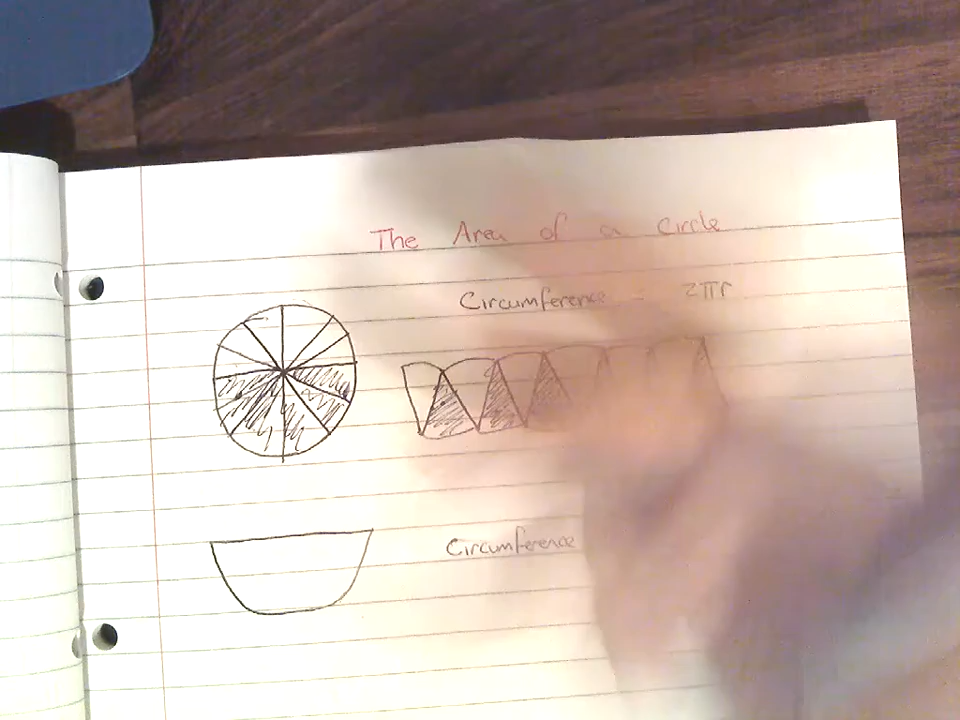 The Area of a Circle
Circumference = 2πr
Circumference